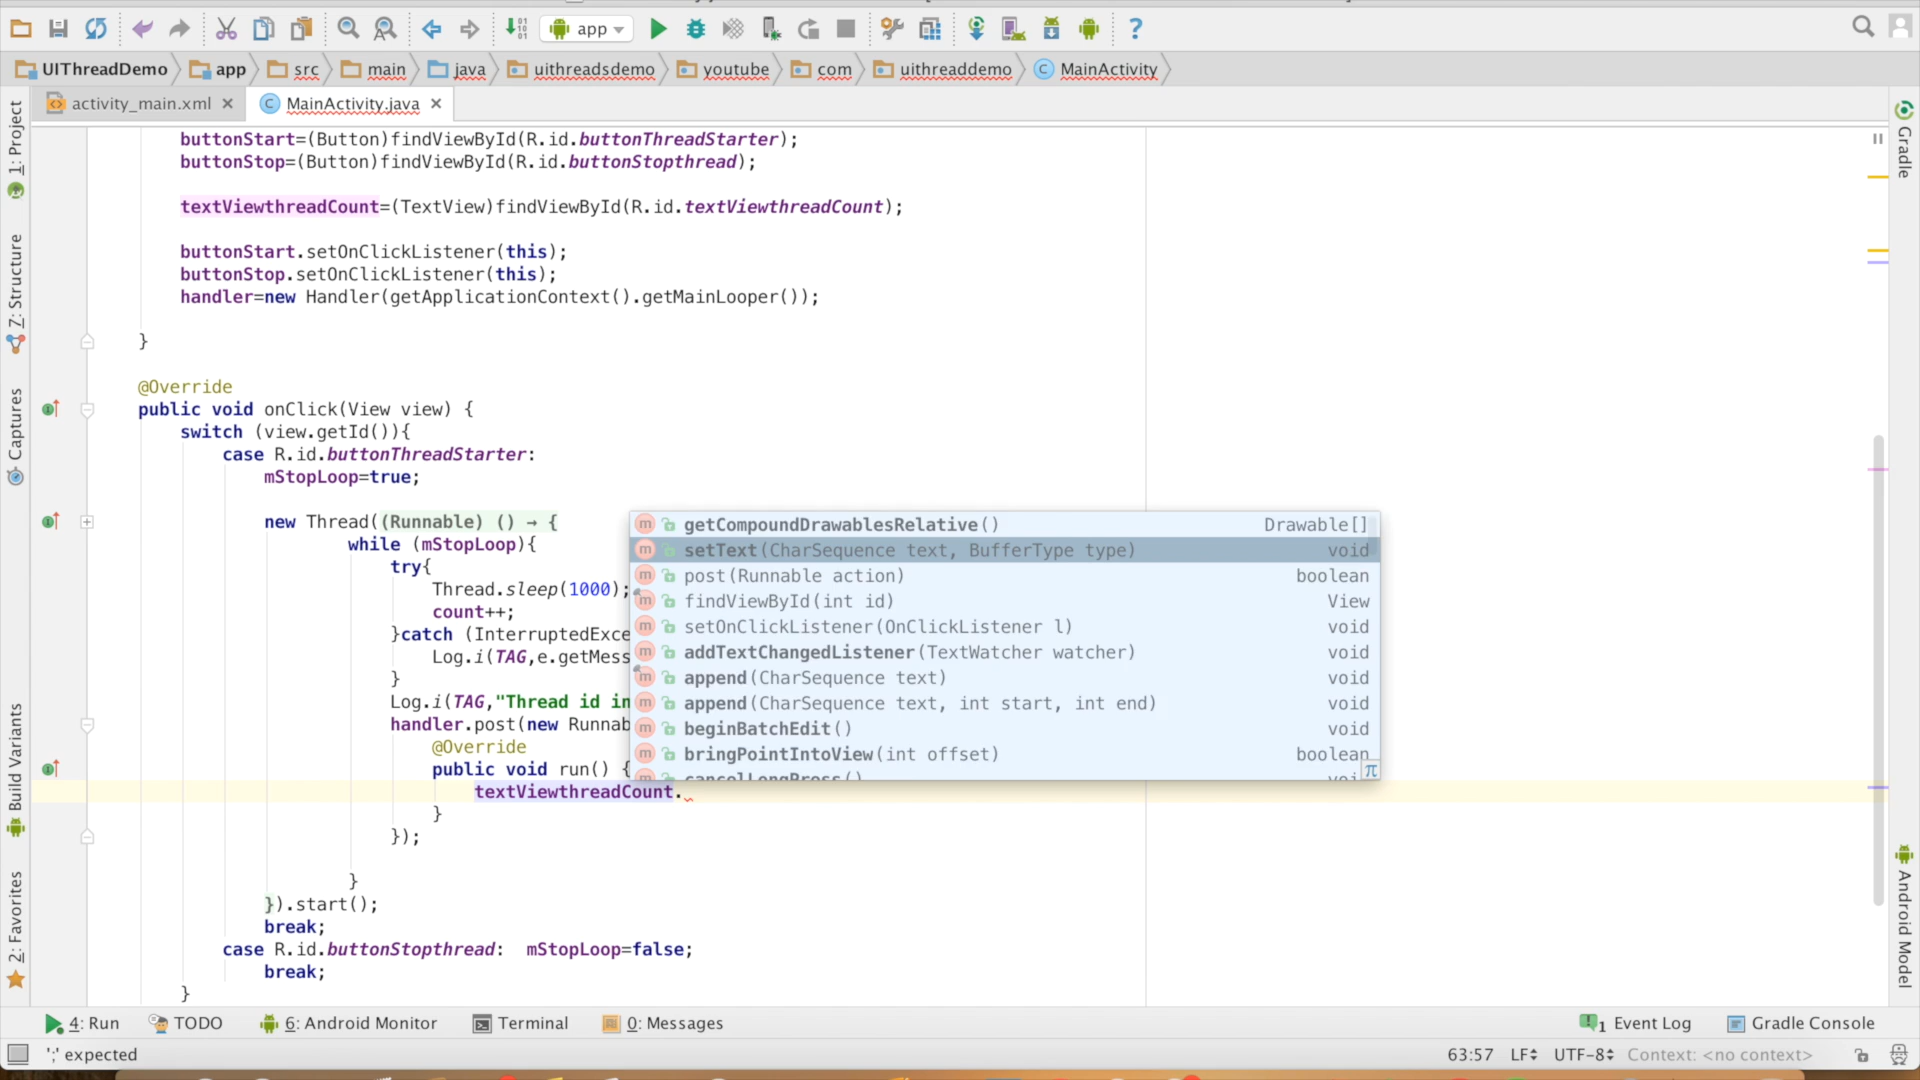 app
UIThreadDemo app src main java uithreadsdemo youtube com uithreaddemo MainActivity
activity_main.xml MainActivity.java
1: Project
Z: Structure
Captures
Build Variants
2: Favorites
buttonStart=(Button)findViewById(R.id.buttonThreadStarter);
buttonStop=(Button)findViewById(R.id.buttonStopthread);
textViewthreadCount=(TextView)findViewById(R.id.textViewthreadCount);
buttonStart.setOnClickListener(this);
buttonStop.setOnClickListener(this);
handler=new Handler(getApplicationContext().getMainLooper());
}
@Override
public void onClick(View view) {
switch (view.getId()){
case R.id.buttonThreadStarter:
mStopLoop=true;
new Thread((Runnable) () → {
while (mStopLoop){
try{
Thread.sleep(1000);
count++;
}catch (InterruptedExce
Log.i(TAG,e.getMess
}
Log.i(TAG,"Thread id in
handler.post(new Runnab
@Override
public void run() {
textViewthreadCount.
}
});
}
}).start();
break;
case R.id.buttonStopthread: mStopLoop=false;
break;
}
getCompoundDrawablesRelative() Drawable[]
setText(CharSequence text, BufferType type) void
post(Runnable action) boolean
findViewById(int id) View
setOnClickListener(OnClickListener l) void
addTextChangedListener(TextWatcher watcher) void
append(CharSequence text) void
append(CharSequence text, int start, int end) void
beginBatchEdit() void
bringPointIntoView(int offset) boolean
cancelLongPress() void
π
Gradle
Android Model
4: Run TODO 6: Android Monitor Terminal 0: Messages 1 Event Log Gradle Console
';' expected 63:57 LF UTF-8 Context: <no context>